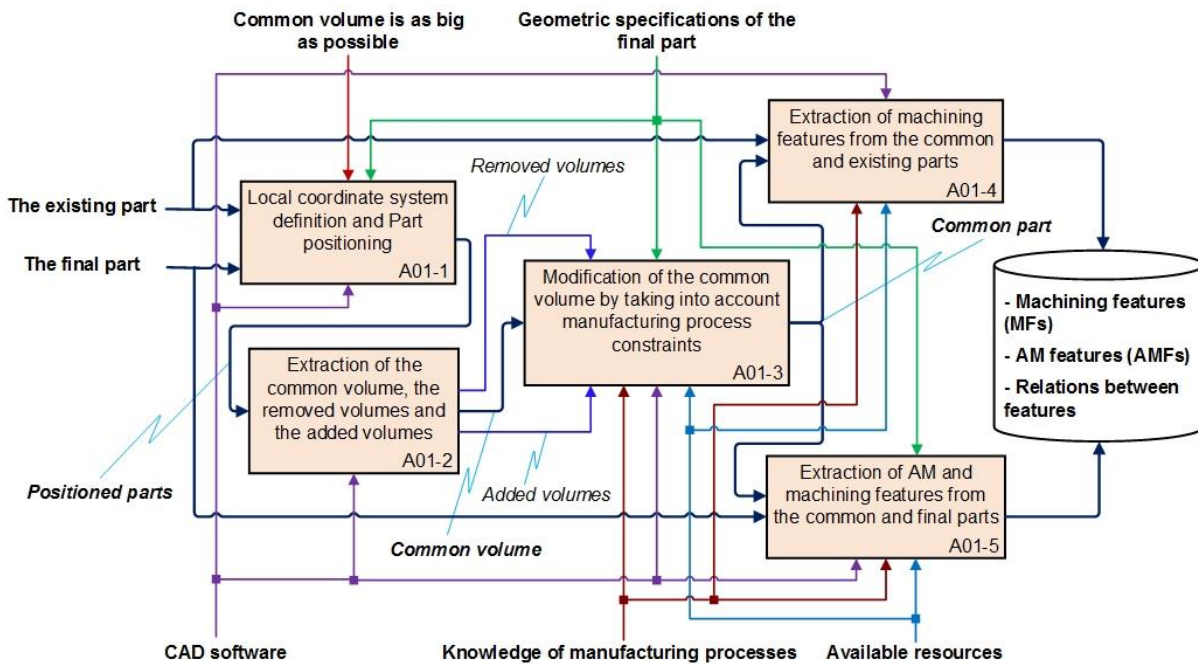 Common volume is as big
as possible
Geometric specifications of the
final part
Extraction of machining
features from the common
and existing parts
A01-4
Removed volumes
The existing part
Local coordinate system
definition and Part
positioning
A01-1
The final part
Common part
Modification of the common
volume by taking into account
manufacturing process
constraints
A01-3
- Machining features
(MFs)
- AM features (AMFs)
- Relations between
features
Extraction of the
common volume, the
removed volumes and
the added volumes
A01-2
Positioned parts
Added volumes
Common volume
Extraction of AM and
machining features from
the common and final parts
A01-5
CAD software
Knowledge of manufacturing processes
Available resources